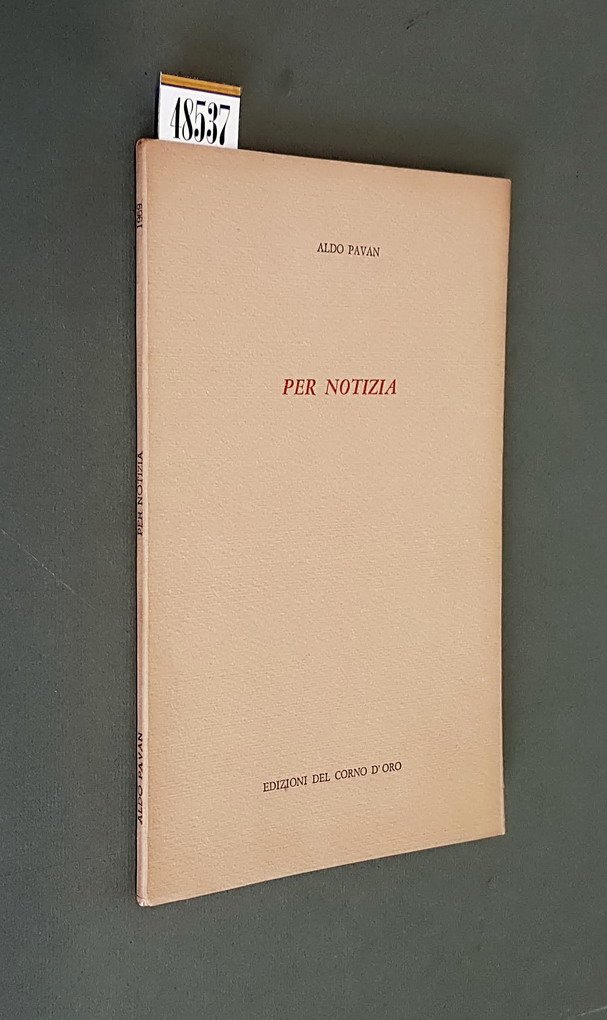 48537
ALDO PAVAN
PER NOTIZIA
EDIZIONI DEL CORNO D'ORO
ALDO PAVAN PER NOTIZIA 1969